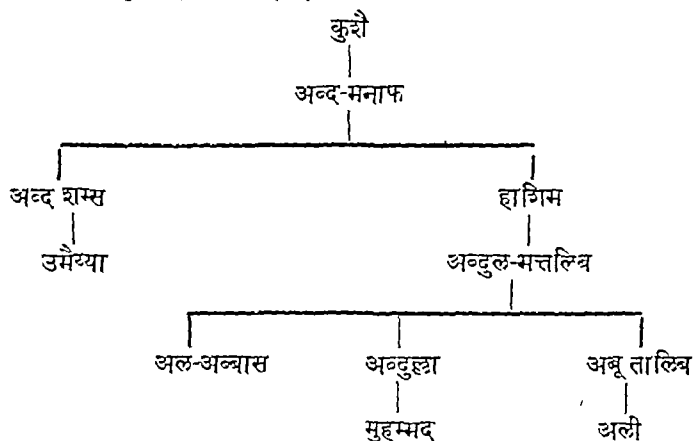 कुशै
अब्द-मनाफ
अब्द शम्स हाशिम
उमैय्या अब्दुल-मत्तलिब
अल-अब्बास अब्दुल्ला अबू तालिब
मुहम्मद अली